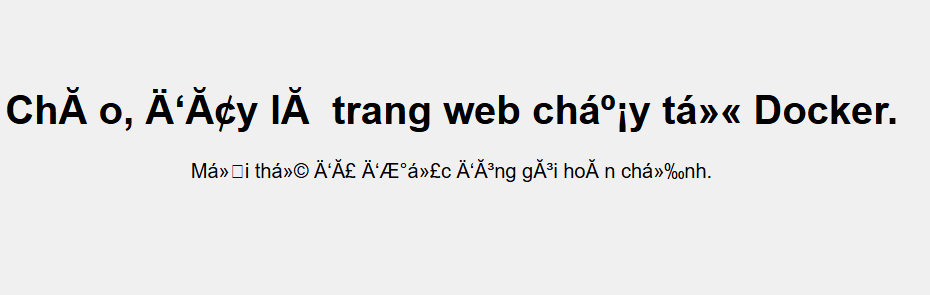 ChĂ o, Ä‘Ă¢y lĂ  trang web cháº¡y tá»« Docker.
Má»�i thá»© Ä‘Ă£ Ä‘Æ°á»£c Ä‘Ă³ng gĂ³i hoĂ n chá»‰nh.